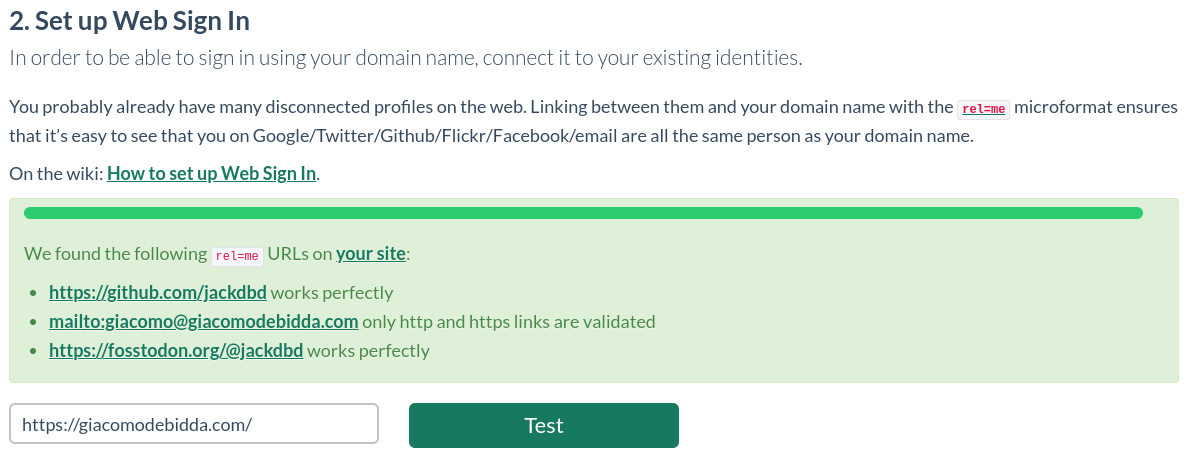 2. Set up Web Sign In
In order to be able to sign in using your domain name, connect it to your existing identities.
You probably already have many disconnected profiles on the web. Linking between them and your domain name with the rel=me microformat ensures
that it’s easy to see that you on Google/Twitter/Github/Flickr/Facebook/email are all the same person as your domain name.
On the wiki: How to set up Web Sign In.
We found the following rel=me URLs on your site:
• https://github.com/jackdbd works perfectly
• mailto:giacomo@giacomodebidda.com only http and https links are validated
• https://fosstodon.org/@jackdbd works perfectly
https://giacomodebidda.com/
Test